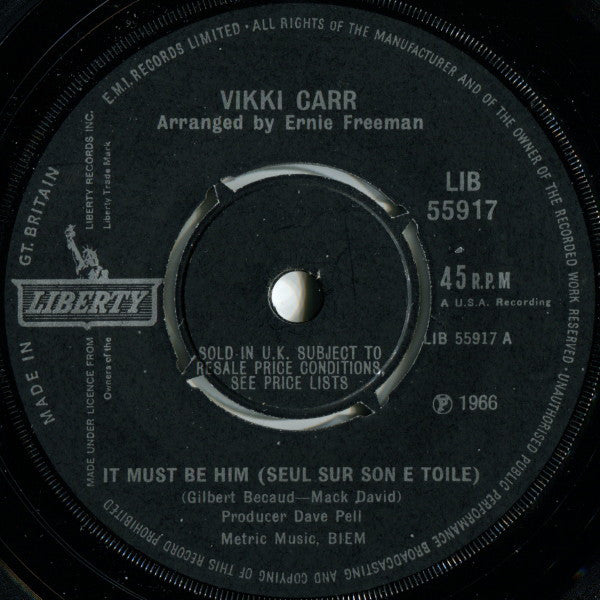 E.M.I. RECORDS LIMITED • ALL RIGHTS OF THE MANUFACTURER AND OF THE OWNER OF THE RECORDED WORK RESERVED • UNAUTHORISED PUBLIC PERFORMANCE BROADCASTING AND COPYING OF THIS RECORD PROHIBITED
MADE IN GT. BRITAIN
VIKKI CARR
Arranged by Ernie Freeman
LIBERTY RECORDS INC.
Liberty Trade Mark
LIBERTY
MADE UNDER LICENCE FROM
Owners of the
LIB
55917
45 R.P.M
A U.S.A. Recording
LIB 55917 A
SOLD IN U.K. SUBJECT TO
RESALE PRICE CONDITIONS,
SEE PRICE LISTS
℗ 1966
IT MUST BE HIM (SEUL SUR SON E TOILE)
(Gilbert Becaud—Mack David)
Producer Dave Pell
Metric Music, BIEM